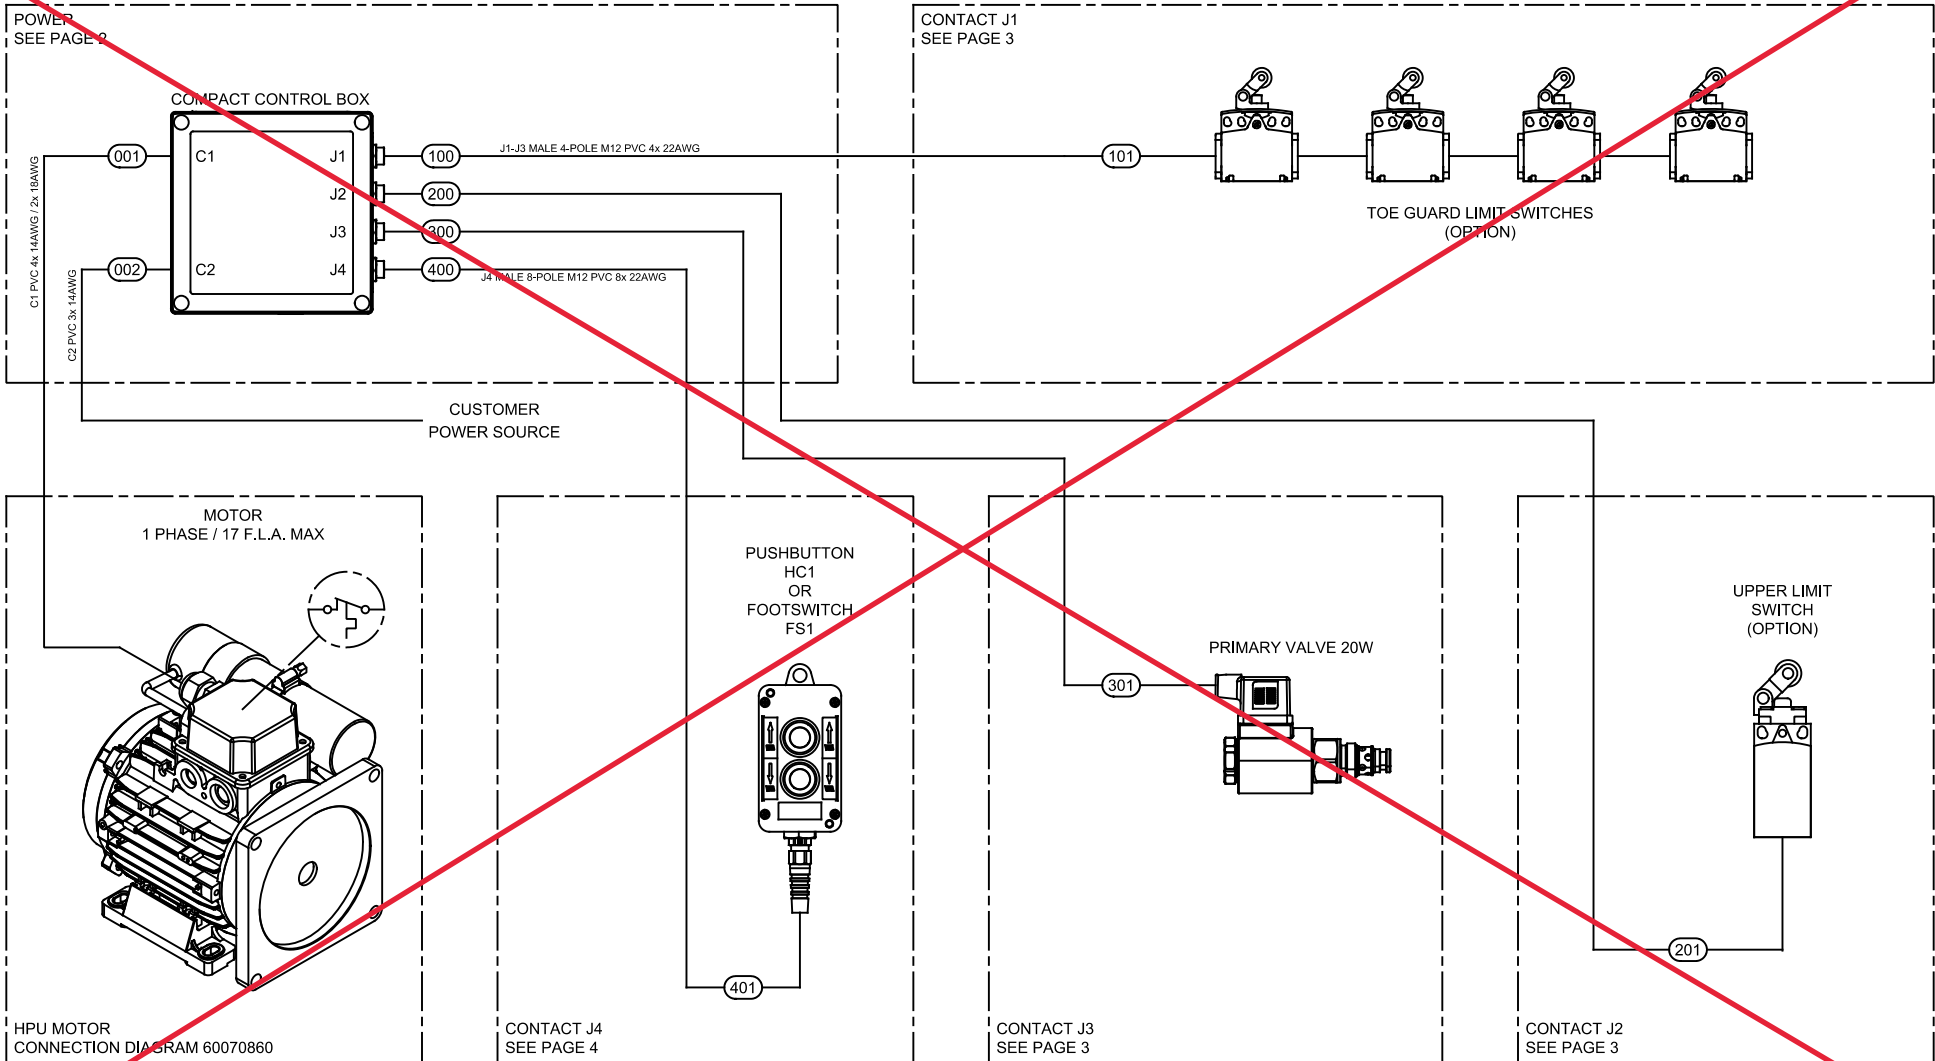 POWER
SEE PAGE 2
CONTACT J1
SEE PAGE 3
COMPACT CONTROL BOX
001
C1
J1
100
J1-J3 MALE 4-POLE M12 PVC 4x 22AWG
101
J2
200
TOE GUARD LIMIT SWITCHES
(OPTION)
J3
300
002
C2
J4
400
J4 MALE 8-POLE M12 PVC 8x 22AWG
C1 PVC 4x 14AWG / 2x 18AWG
C2 PVC 3x 14AWG
CUSTOMER
POWER SOURCE
MOTOR
1 PHASE / 17 F.L.A. MAX
PUSHBUTTON
HC1
OR
FOOTSWITCH
FS1
PRIMARY VALVE 20W
301
UPPER LIMIT
SWITCH
(OPTION)
201
401
HPU MOTOR
CONNECTION DIAGRAM 60070860
CONTACT J4
SEE PAGE 4
CONTACT J3
SEE PAGE 3
CONTACT J2
SEE PAGE 3